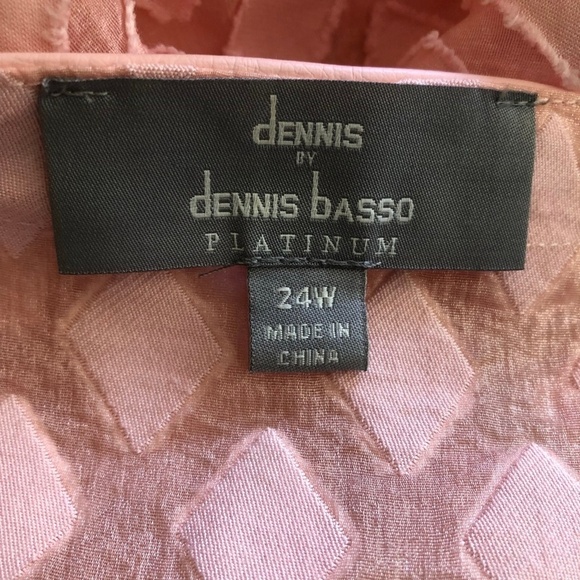 dENNIS
BY
dENNIS bASSO
PLATINUM
24W
MADE IN
CHINA